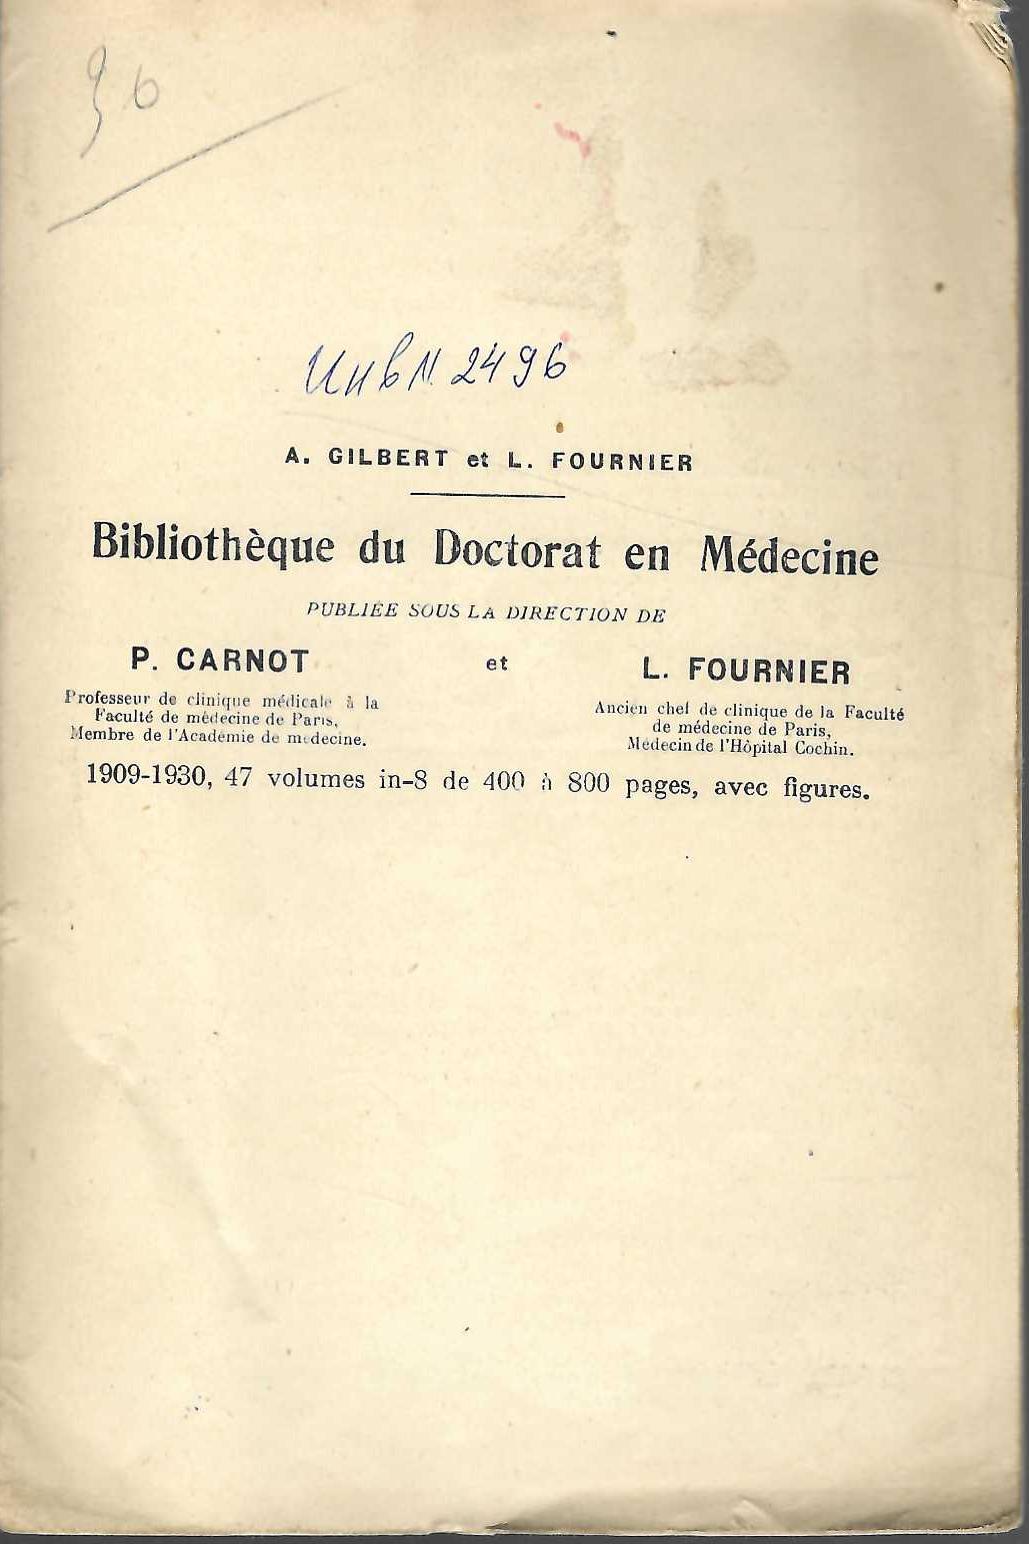 36
Инв N. 2496
A. GILBERT et L. FOURNIER
Bibliothèque du Doctorat en Médecine
PUBLIÉE SOUS LA DIRECTION DE
P. CARNOT et L. FOURNIER
Professeur de clinique médicale à la
Faculté de médecine de Paris,
Membre de l'Académie de médecine.
Ancien chef de clinique de la Faculté
de médecine de Paris,
Médecin de l'Hôpital Cochin.
1909-1930, 47 volumes in-8 de 400 à 800 pages, avec figures.